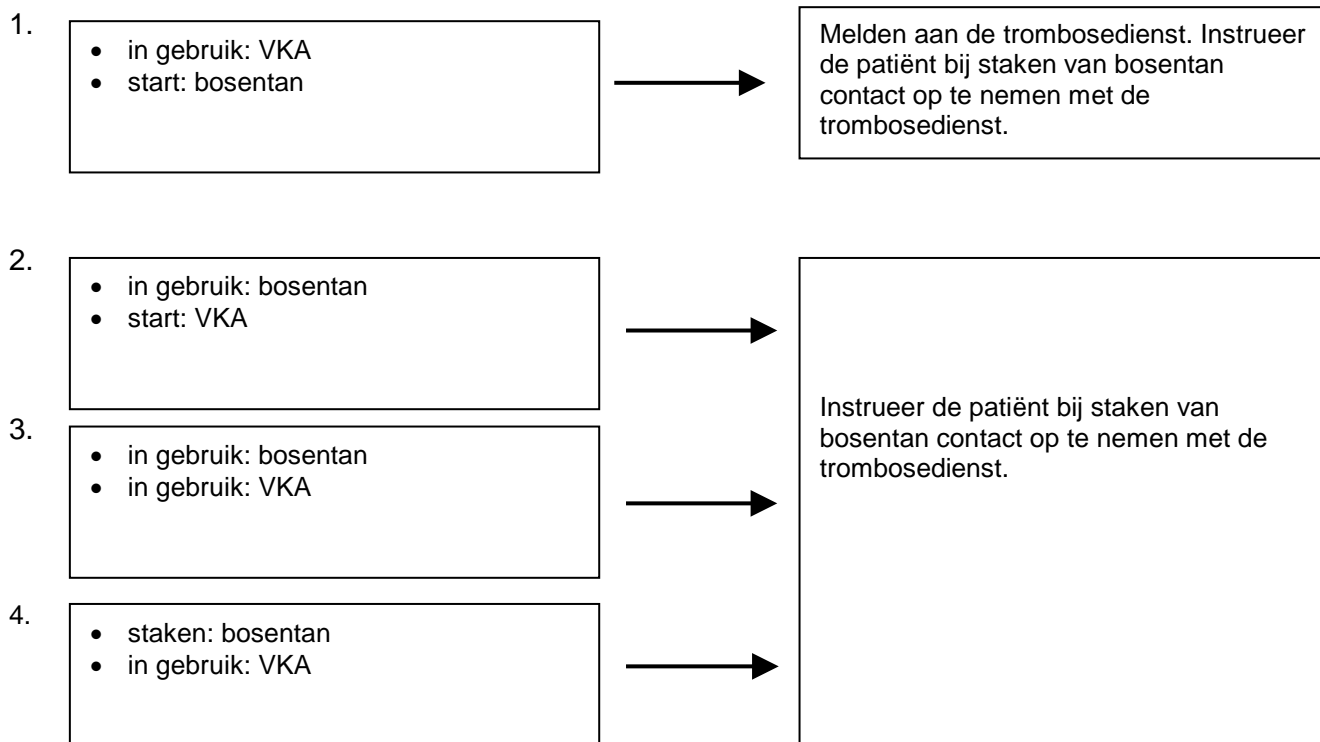 1.
• in gebruik: VKA
• start: bosentan
Melden aan de trombosedienst. Instrueer
de patiënt bij staken van bosentan
contact op te nemen met de
trombosedienst.
2.
• in gebruik: bosentan
• start: VKA
3.
• in gebruik: bosentan
• in gebruik: VKA
Instrueer de patiënt bij staken van
bosentan contact op te nemen met de
trombosedienst.
4.
• staken: bosentan
• in gebruik: VKA